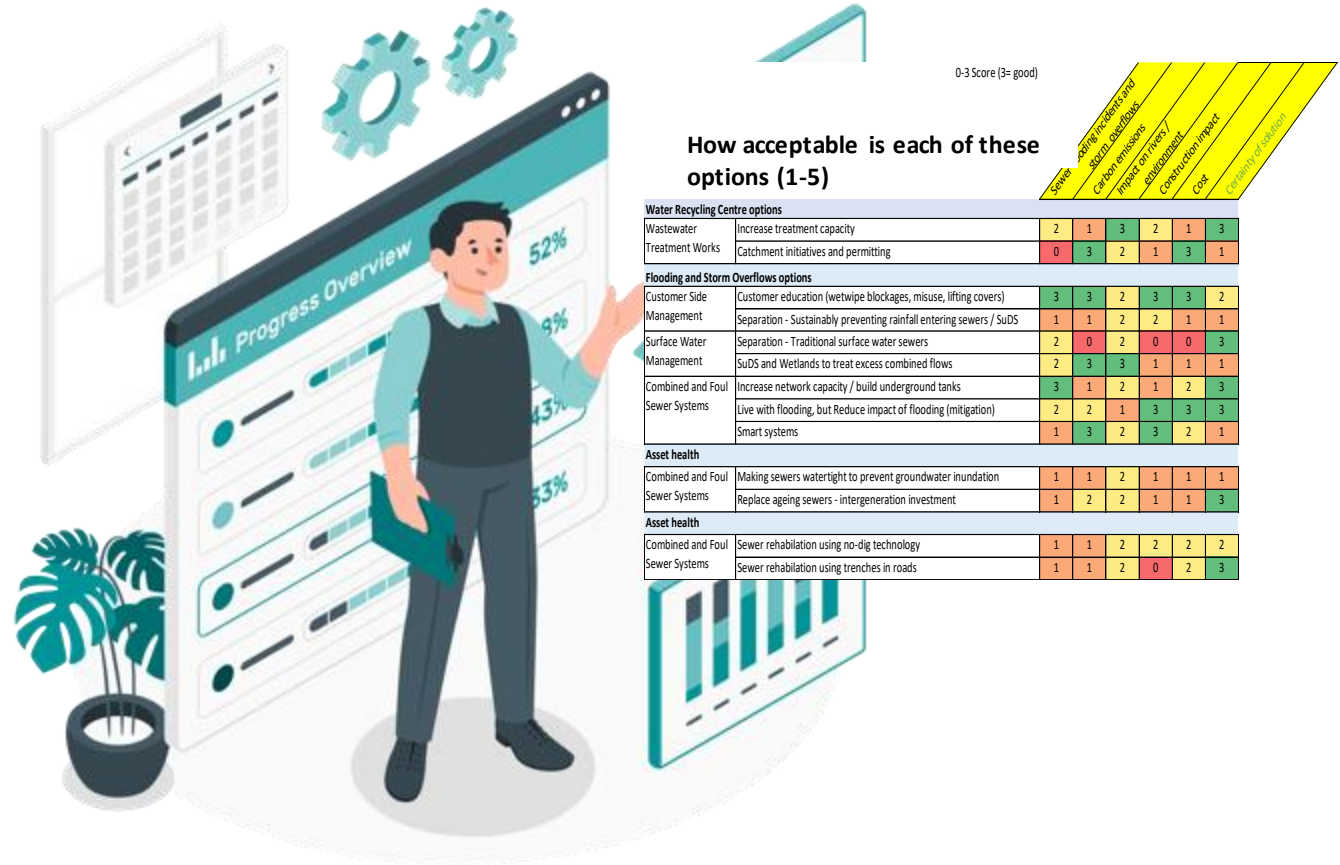 Progress Overview
52%
8%
43%
33%
0-3 Score (3= good)
How acceptable is each of these
options (1-5)
Sewer ooding incidents and
storm overflows
Carbon emissions
Impact on rivers /
environment
Construction impact
Cost
Certainty of solution
Water Recycling Centre options
Wastewater
Treatment Works
Increase treatment capacity 2 1 3 2 1 3
Catchment initiatives and permitting 0 3 2 1 3 1
Flooding and Storm Overflows options
Customer Side
Management
Customer education (wetwipe blockages, misuse, lifting covers) 3 3 2 3 3 2
Separation - Sustainably preventing rainfall entering sewers / SuDS 1 1 2 2 1 1
Surface Water
Management
Separation - Traditional surface water sewers 2 0 2 0 0 3
SuDS and Wetlands to treat excess combined flows 2 3 3 1 1 1
Combined and Foul
Sewer Systems
Increase network capacity / build underground tanks 3 1 2 1 2 3
Live with flooding, but Reduce impact of flooding (mitigation) 2 2 1 3 3 3
Smart systems 1 3 2 3 2 1
Asset health
Combined and Foul
Sewer Systems
Making sewers watertight to prevent groundwater inundation 1 1 2 1 1 1
Replace ageing sewers - intergeneration investment 1 2 2 1 1 3
Asset health
Combined and Foul
Sewer Systems
Sewer rehabilation using no-dig technology 1 1 2 2 2 2
Sewer rehabilation using trenches in roads 1 1 2 0 2 3